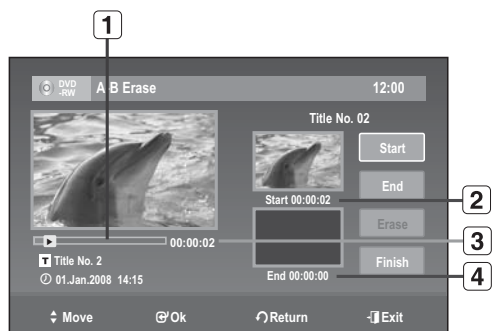 1
DVD
-RW
A-B Erase
12:00
Title No. 02
Start
Start 00:00:02
End
2
00:00:02
Erase
3
T Title No. 2
Finish
01.Jan.2008 14:15
End 00:00:00
4
Move
Ok
Return
Exit